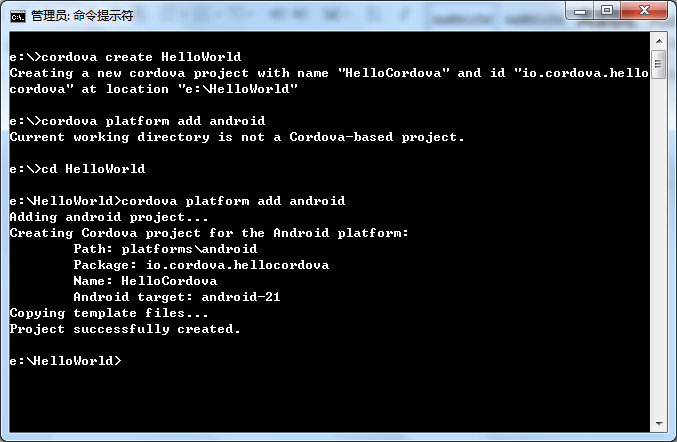 管理员: 命令提示符
e:\>cordova create HelloWorld
Creating a new cordova project with name "HelloCordova" and id "io.cordova.hello
cordova" at location "e:\HelloWorld"
e:\>cordova platform add android
Current working directory is not a Cordova-based project.
e:\>cd HelloWorld
e:\HelloWorld>cordova platform add android
Adding android project...
Creating Cordova project for the Android platform:
Path: platforms\android
Package: io.cordova.hellocordova
Name: HelloCordova
Android target: android-21
Copying template files...
Project successfully created.
e:\HelloWorld>